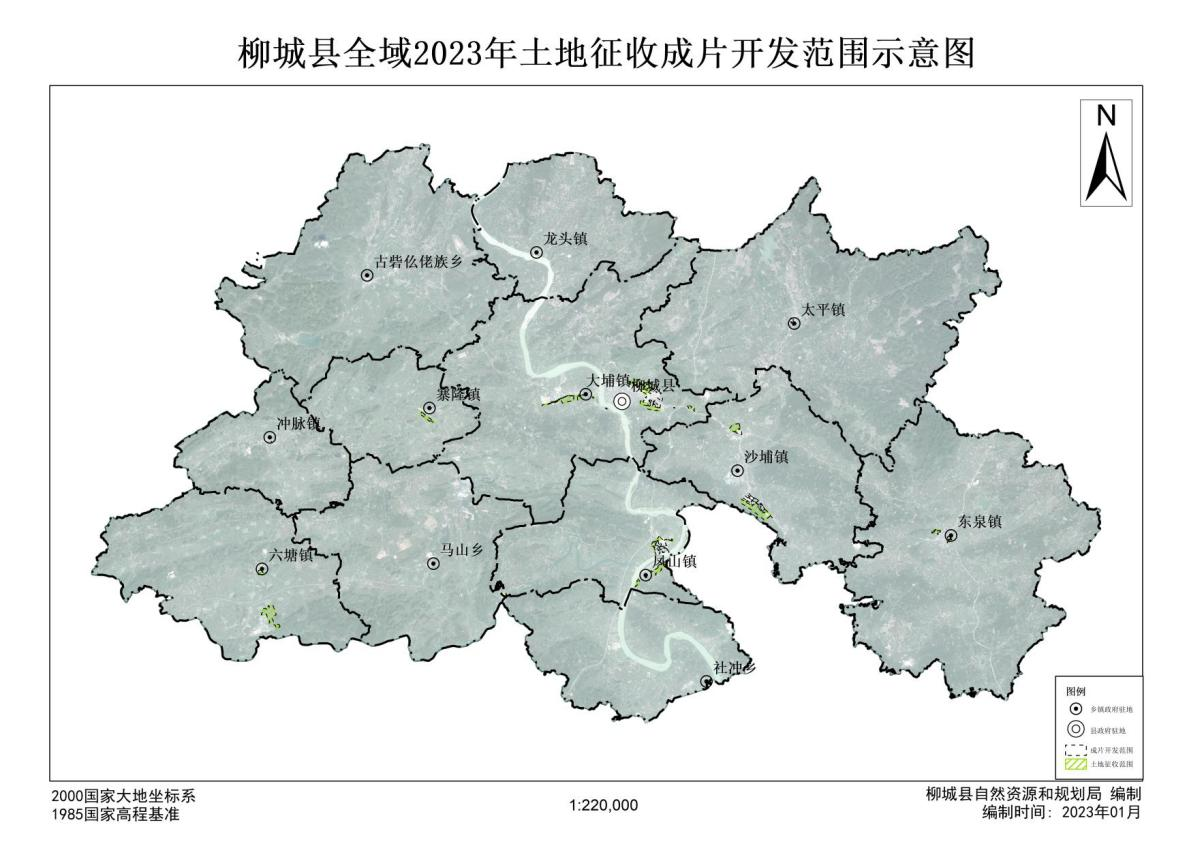 柳城县全域2023年土地征收成片开发范围示意图
N
龙头镇
古砦仫佬族乡
太平镇
大埔镇
柳城县
寨隆镇
冲脉镇
沙埔镇
东泉镇
马山乡
六塘镇
凤山镇
社冲乡
图例
乡镇政府驻地
县政府驻地
成片开发范围
土地征收范围
2000国家大地坐标系
1985国家高程基准
1:220,000
柳城县自然资源和规划局 编制
编制时间：2023年01月